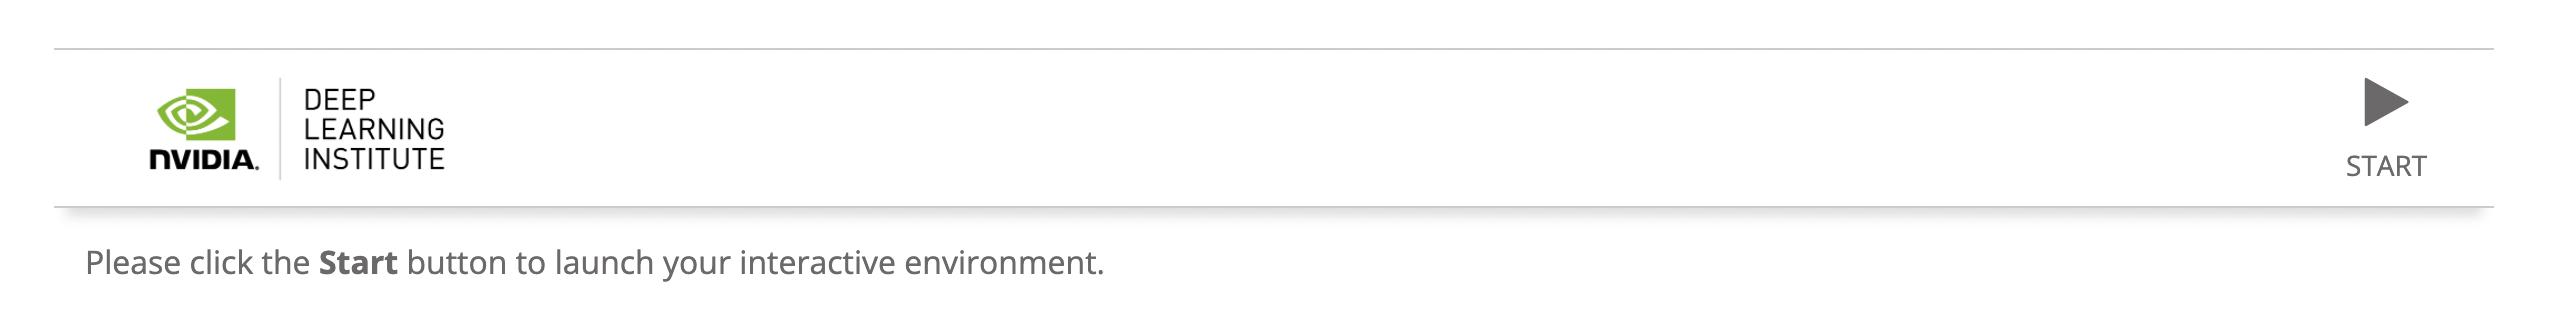 NVIDIA.
DEEP
LEARNING
INSTITUTE
START
Please click the Start button to launch your interactive environment.